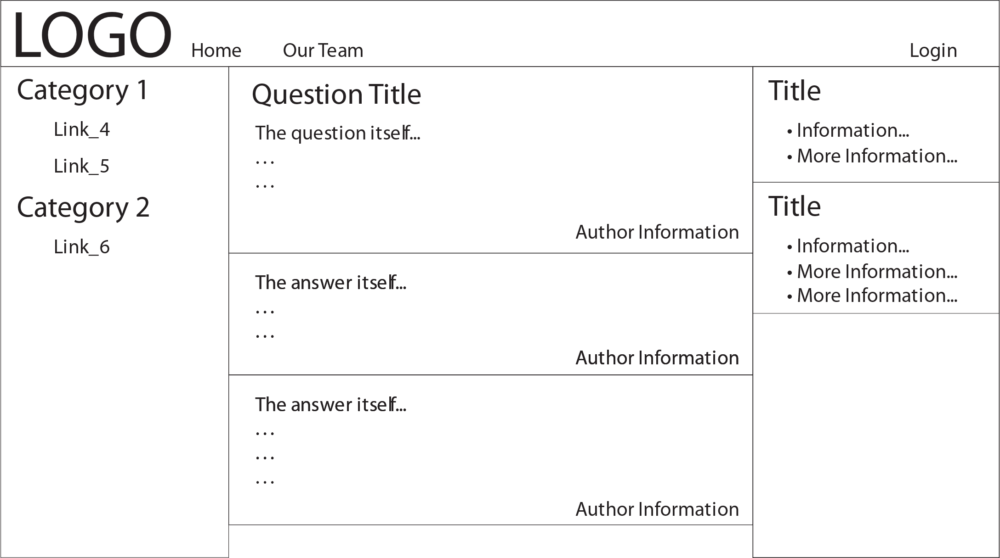 LOGO
Home
Our Team
Login
Category 1
Link_4
Link_5
Category 2
Link_6
Question Title
The question itself...
...
...
Author Information
The answer itself...
...
...
Author Information
The answer itself...
...
...
...
Author Information
Title
• Information...
• More Information...
Title
• Information...
• More Information...
• More Information...